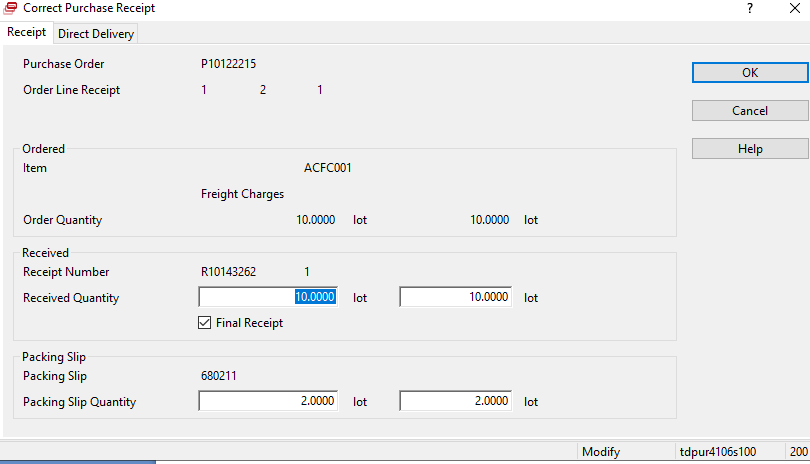 Correct Purchase Receipt
Receipt Direct Delivery
Purchase Order P10122215
OK
Order Line Receipt 1 2 1
Cancel
Help
Ordered
Item ACFC001
Freight Charges
Order Quantity 10.0000 lot 10.0000 lot
Received
Receipt Number R10143262 1
Received Quantity 10.0000 lot 10.0000 lot
Final Receipt
Packing Slip
Packing Slip 680211
Packing Slip Quantity 2.0000 lot 2.0000 lot
Modify tdpur4106s100 200